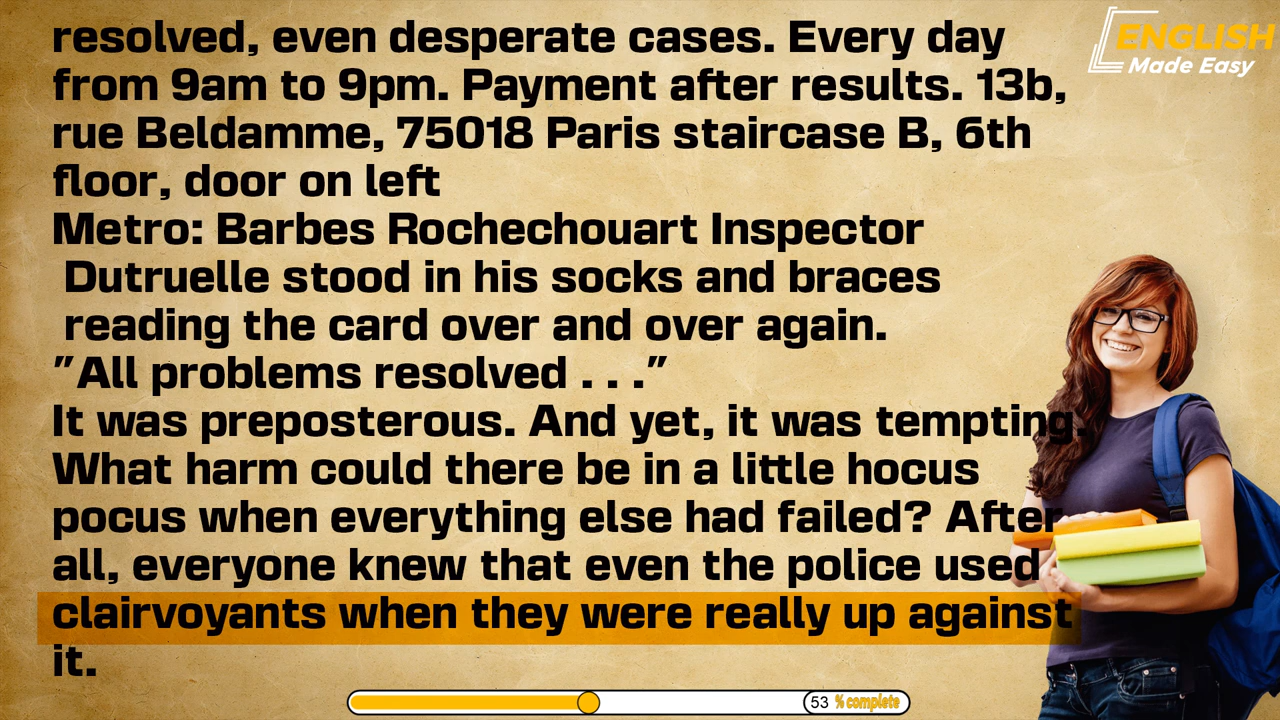 resolved, even desperate cases. Every day
from 9am to 9pm. Payment after results. 13b,
rue Beldamme, 75018 Paris staircase B, 6th
floor, door on left
Metro: Barbes Rochechouart Inspector
Dutruelle stood in his socks and braces
reading the card over and over again.
"All problems resolved . . ."
It was preposterous. And yet, it was tempting.
What harm could there be in a little hocus
pocus when everything else had failed? After
all, everyone knew that even the police used
clairvoyants when they were really up against
it.
ENGLISH
Made Easy
53 % complete